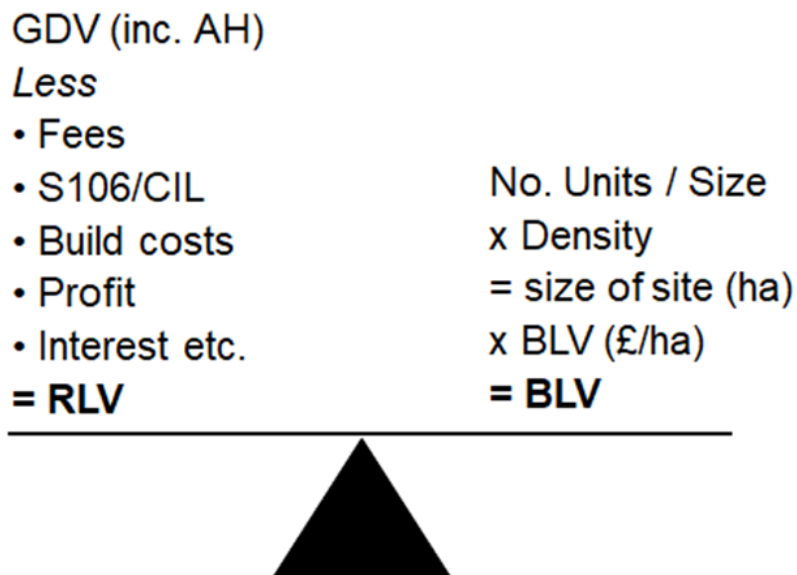 GDV (inc. AH)
Less
• Fees
• S106/CIL
• Build costs
• Profit
• Interest etc.
= RLV
No. Units / Size
x Density
= size of site (ha)
x BLV (£/ha)
= BLV